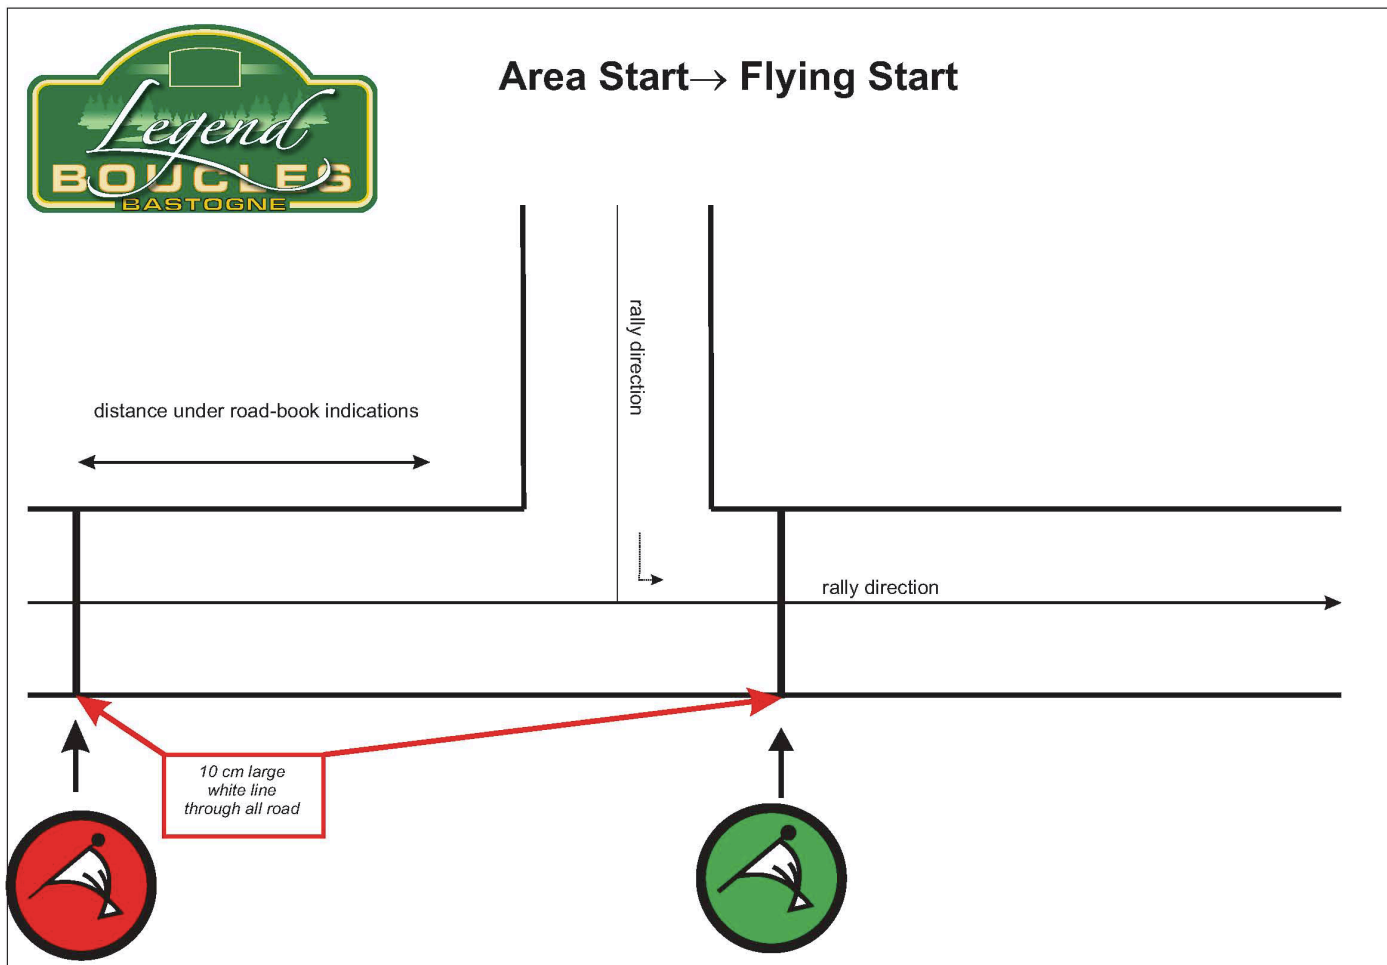 Legend
BOUCLES
BASTOGNE
Area Start→ Flying Start
rally direction
distance under road-book indications
rally direction
10 cm large
white line
through all road